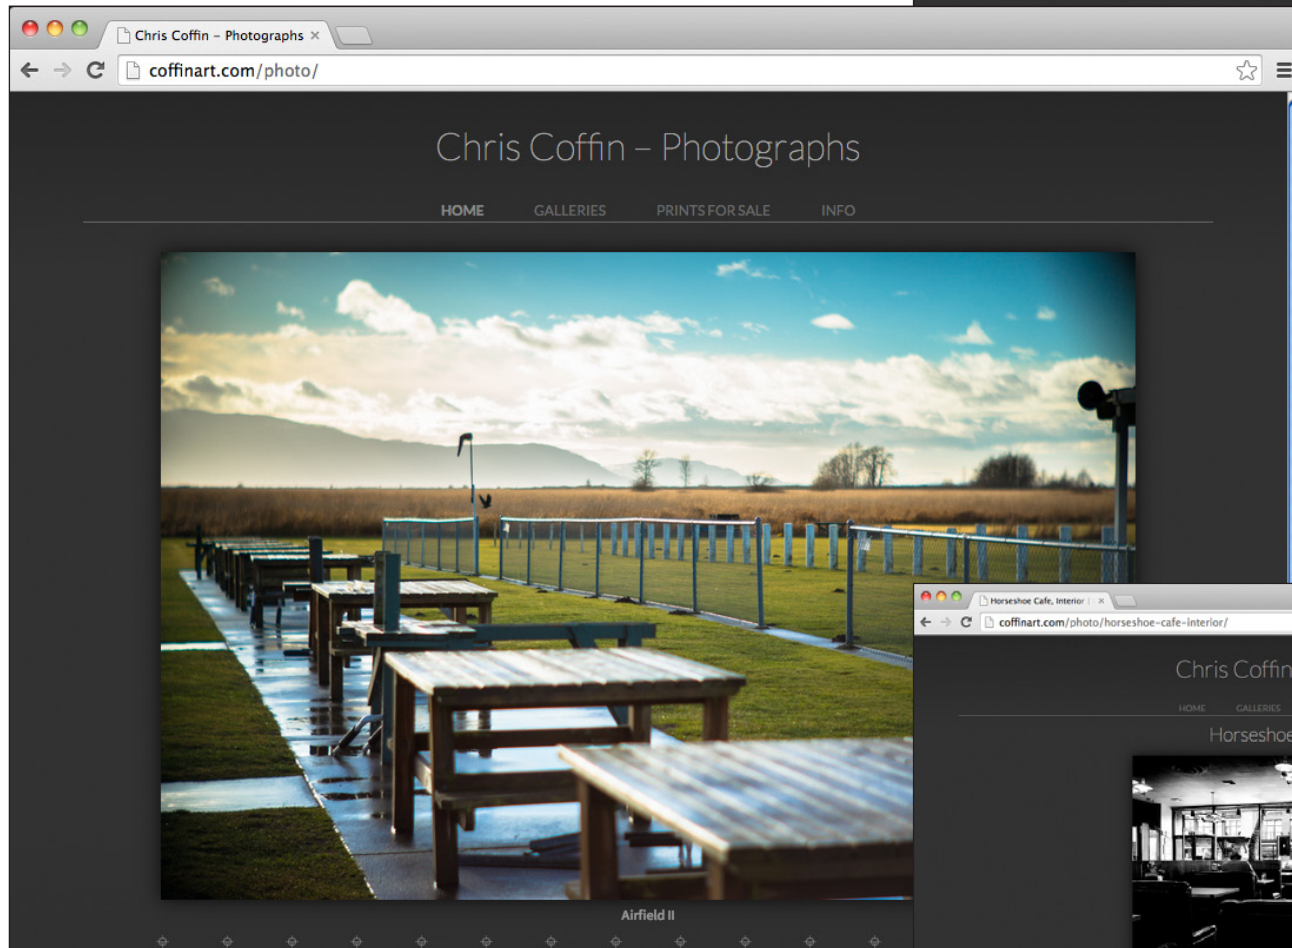 Chris Coffin – Photographs
coffinart.com/photo/
Chris Coffin – Photographs
HOME GALLERIES PRINTS FOR SALE INFO
Airfield II
Horseshoe Cafe, Interior |
coffinart.com/photo/horseshoe-cafe-interior/
Chris Coffin
HOME GALLERIES
Horseshoe